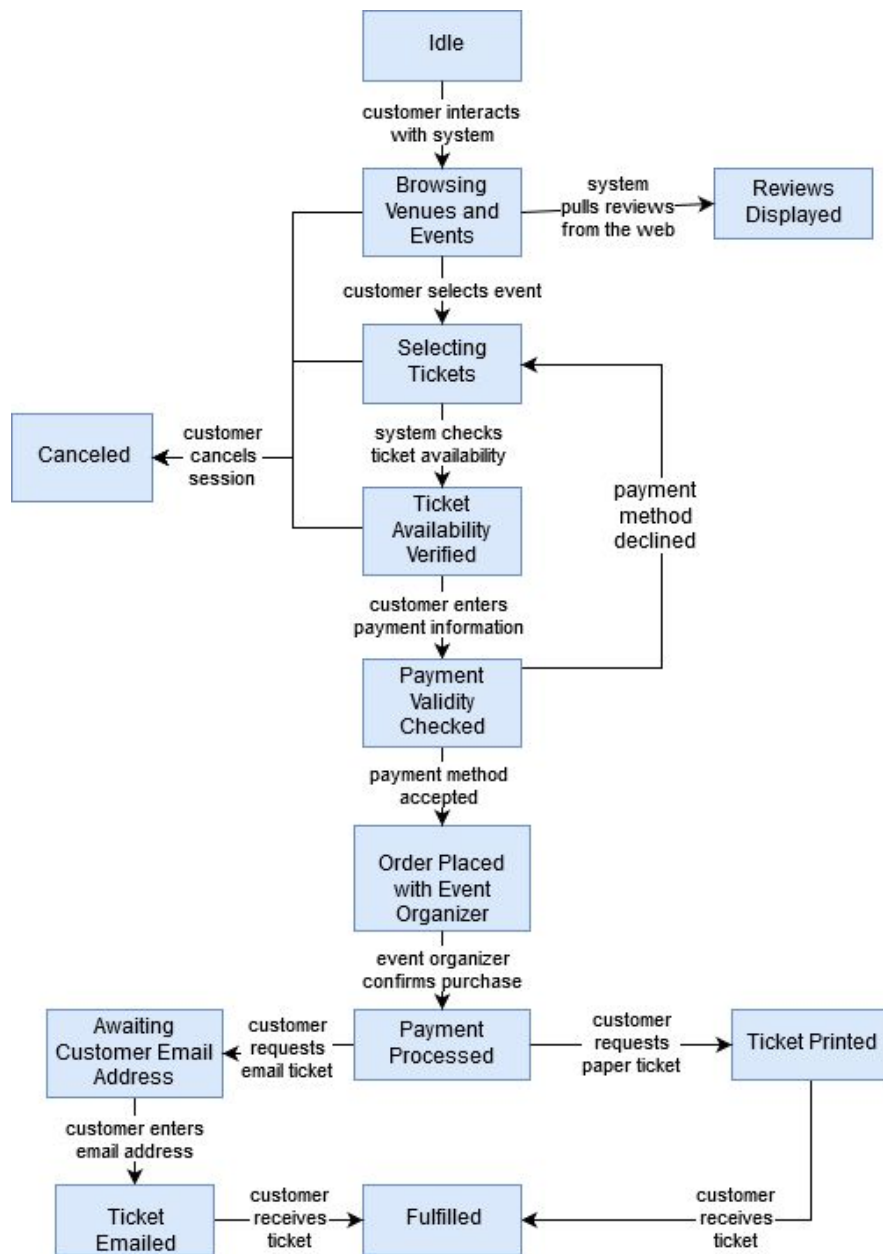 Idle
customer interacts
with system
Browsing
Venues and
Events
system
pulls reviews
from the web
Reviews
Displayed
customer selects event
Selecting
Tickets
Canceled
customer
cancels
session
system checks
ticket availability
payment
method
declined
Ticket
Availability
Verified
customer enters
payment information
Payment
Validity
Checked
payment method
accepted
Order Placed
with Event
Organizer
event organizer
confirms purchase
Awaiting
Customer Email
Address
customer
requests
email ticket
Payment
Processed
customer
requests
paper ticket
Ticket Printed
customer enters
email address
Ticket
Emailed
customer
receives
ticket
Fulfilled
customer
receives
ticket